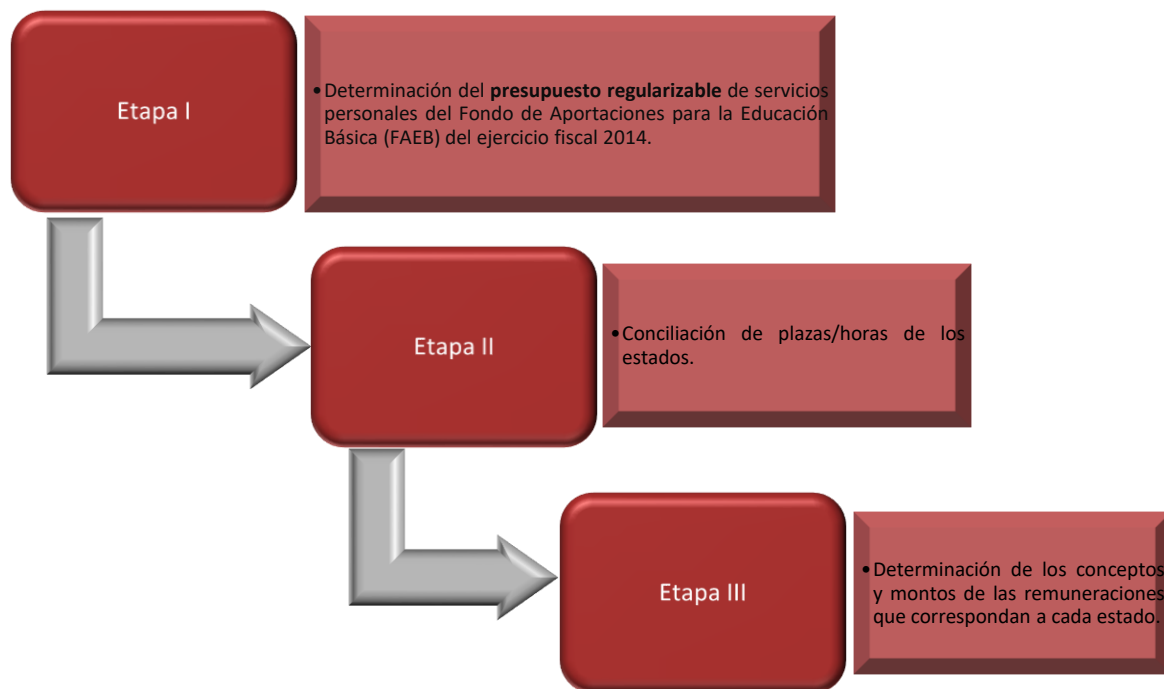 Etapa I
•Determinación del presupuesto regularizable de servicios
personales del Fondo de Aportaciones para la Educación
Básica (FAEB) del ejercicio fiscal 2014.
Etapa II
•Conciliación de plazas/horas de los
estados.
Etapa III
•Determinación de los conceptos
y montos de las remuneraciones
que correspondan a cada estado.